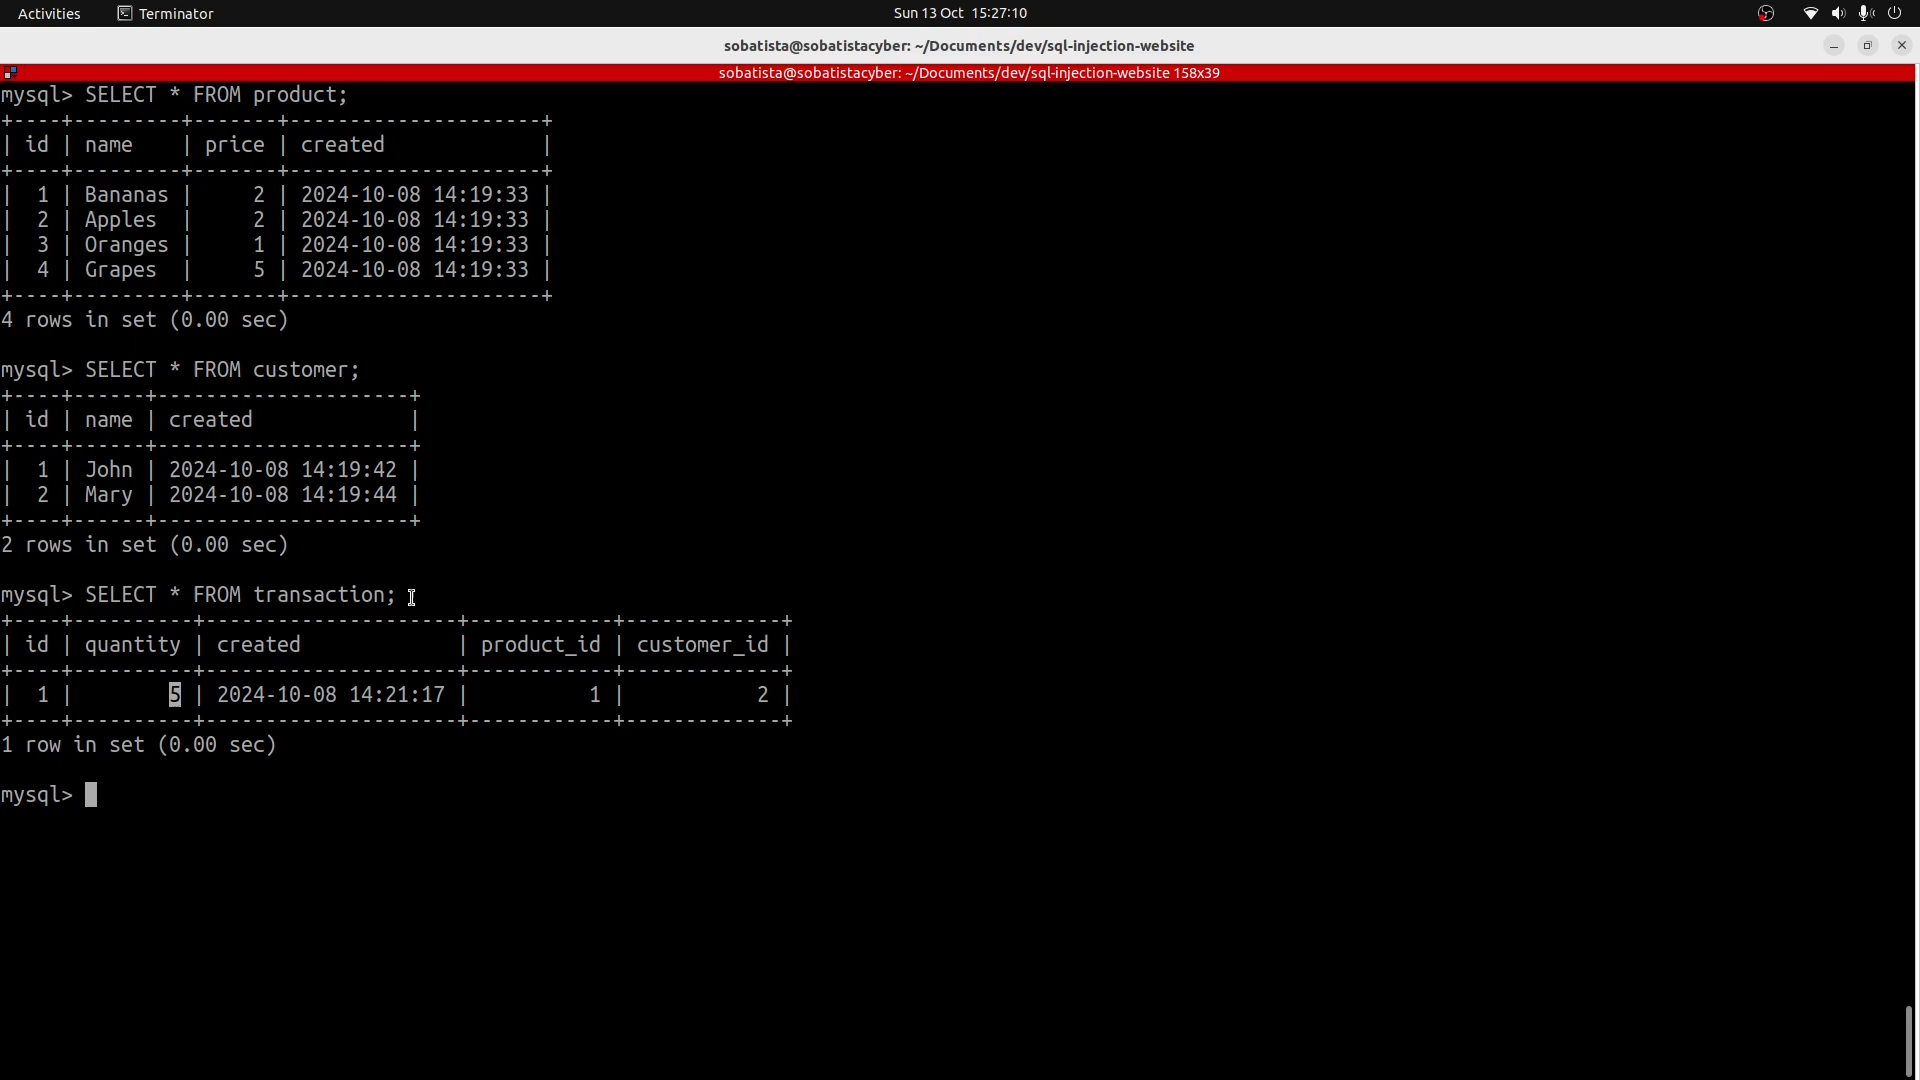 Activities Terminator Sun 13 Oct 15:27:10
sobatista@sobatistacyber: ~/Documents/dev/sql-injection-website
sobatista@sobatistacyber: ~/Documents/dev/sql-injection-website 158x39
mysql> SELECT * FROM product;
+----+---------+-------+---------------------+
| id | name    | price | created             |
+----+---------+-------+---------------------+
|  1 | Bananas |     2 | 2024-10-08 14:19:33 |
|  2 | Apples  |     2 | 2024-10-08 14:19:33 |
|  3 | Oranges |     1 | 2024-10-08 14:19:33 |
|  4 | Grapes  |     5 | 2024-10-08 14:19:33 |
+----+---------+-------+---------------------+
4 rows in set (0.00 sec)

mysql> SELECT * FROM customer;
+----+------+---------------------+
| id | name | created             |
+----+------+---------------------+
|  1 | John | 2024-10-08 14:19:42 |
|  2 | Mary | 2024-10-08 14:19:44 |
+----+------+---------------------+
2 rows in set (0.00 sec)

mysql> SELECT * FROM transaction;
+----+----------+---------------------+------------+-------------+
| id | quantity | created             | product_id | customer_id |
+----+----------+---------------------+------------+-------------+
|  1 |        5 | 2024-10-08 14:21:17 |          1 |           2 |
+----+----------+---------------------+------------+-------------+
1 row in set (0.00 sec)

mysql>